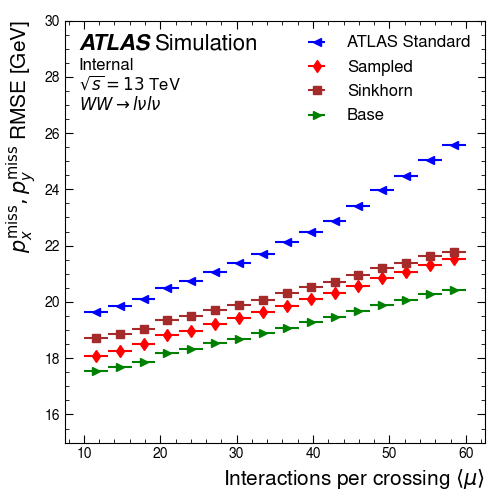 ATLAS Simulation
Internal
√s = 13 TeV
WW → lνlν
ATLAS Standard
Sampled
Sinkhorn
Base
p_x^miss, p_y^miss RMSE [GeV]
30
28
26
24
22
20
18
16
10 20 30 40 50 60
Interactions per crossing ⟨μ⟩